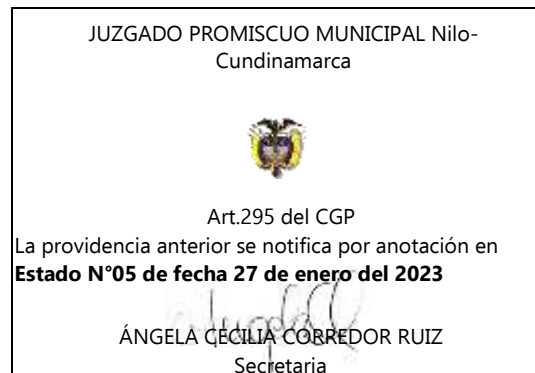 JUZGADO PROMISCUO MUNICIPAL Nilo-
Cundinamarca
Art.295 del CGP
La providencia anterior se notifica por anotación en
Estado N°05 de fecha 27 de enero del 2023
ÁNGELA CECILIA CORREDOR RUIZ
Secretaria